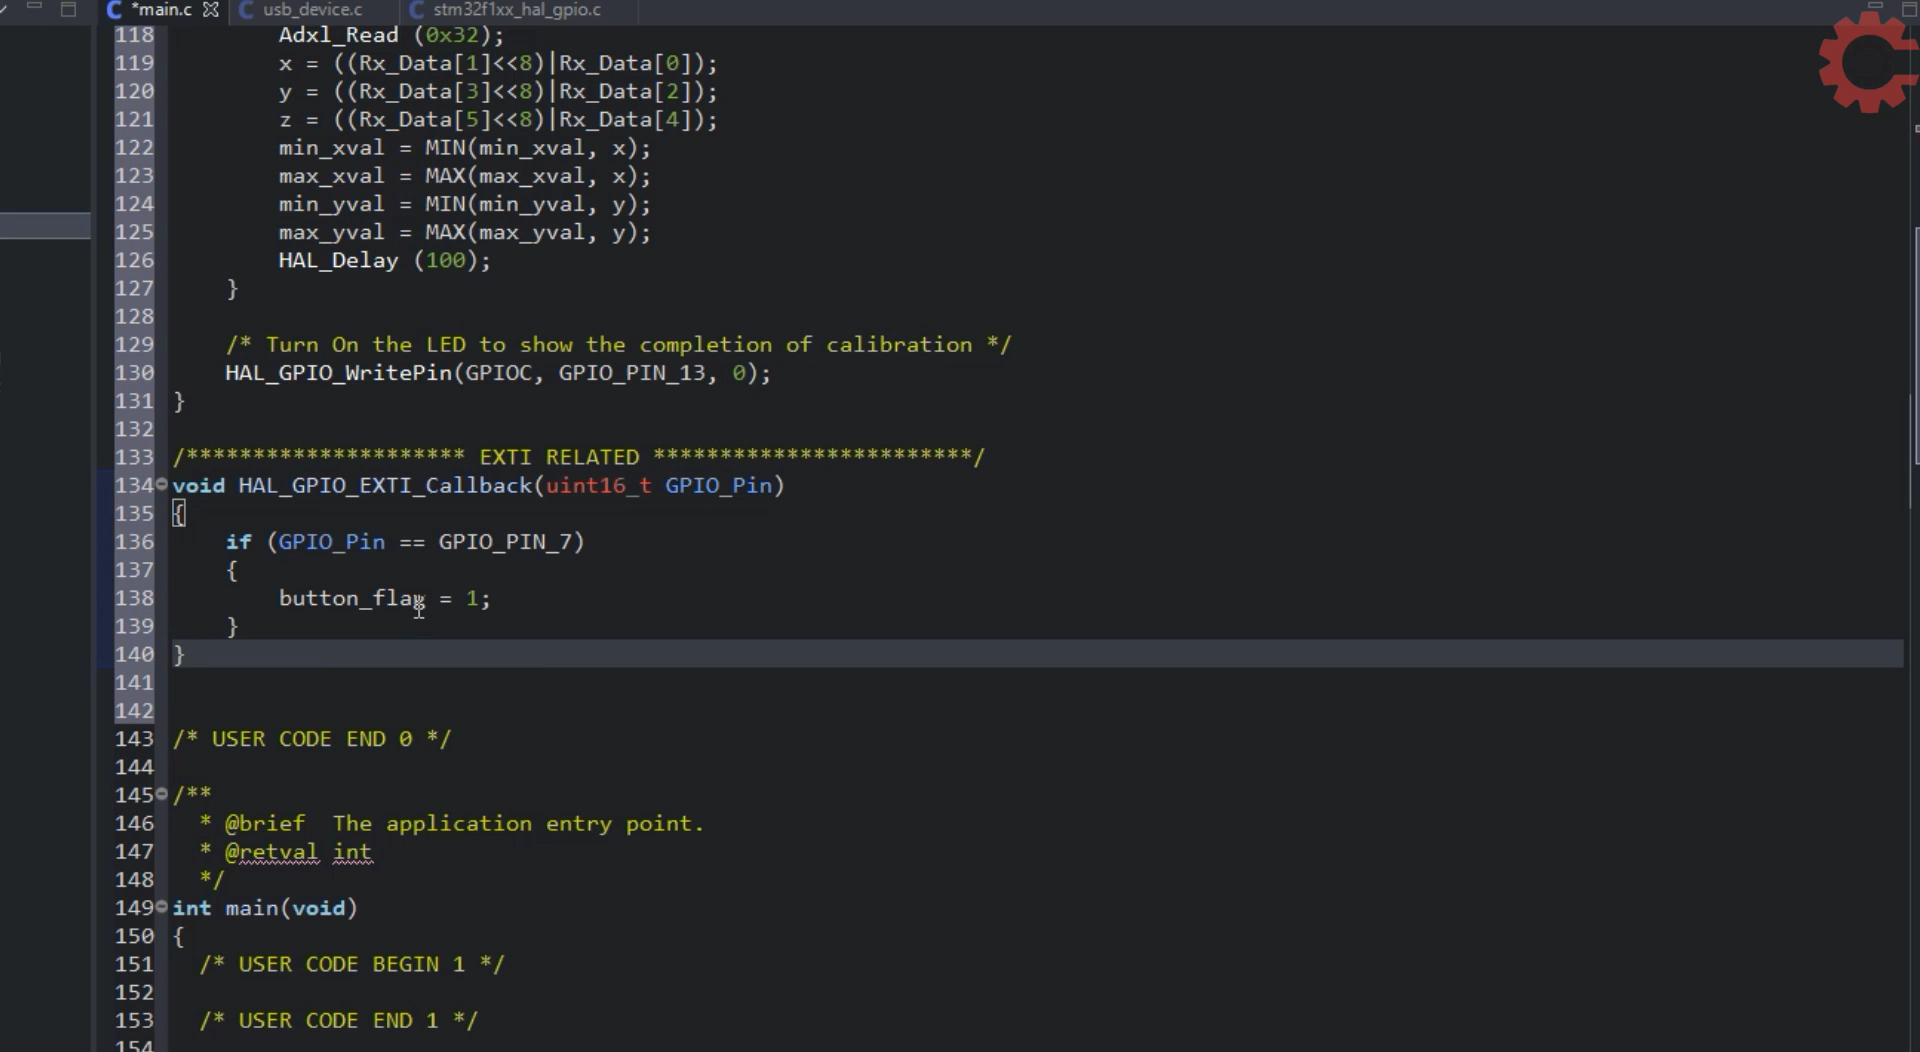 *main.c usb_device.c stm32f1xx_hal_gpio.c
118 Adxl_Read (0x32);
119 x = ((Rx_Data[1]<<8)|Rx_Data[0]);
120 y = ((Rx_Data[3]<<8)|Rx_Data[2]);
121 z = ((Rx_Data[5]<<8)|Rx_Data[4]);
122 min_xval = MIN(min_xval, x);
123 max_xval = MAX(max_xval, x);
124 min_yval = MIN(min_yval, y);
125 max_yval = MAX(max_yval, y);
126 HAL_Delay (100);
127 }
128
129 /* Turn On the LED to show the completion of calibration */
130 HAL_GPIO_WritePin(GPIOC, GPIO_PIN_13, 0);
131 }
132
133 /********************* EXTI RELATED ************************/
134 void HAL_GPIO_EXTI_Callback(uint16_t GPIO_Pin)
135 {
136 if (GPIO_Pin == GPIO_PIN_7)
137 {
138 button_flag = 1;
139 }
140 }
141
142
143 /* USER CODE END 0 */
144
145 /**
146 * @brief The application entry point.
147 * @retval int
148 */
149 int main(void)
150 {
151 /* USER CODE BEGIN 1 */
152
153 /* USER CODE END 1 */
154